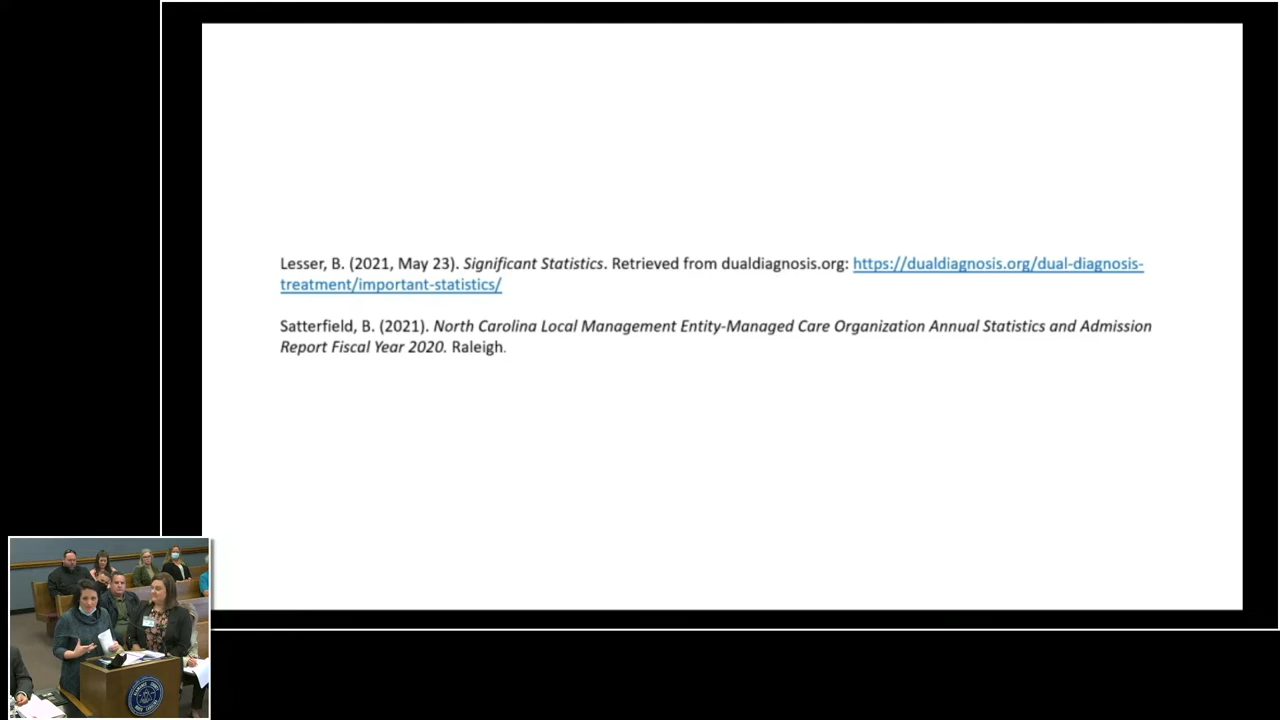 Lesser, B. (2021, May 23). Significant Statistics. Retrieved from dualdiagnosis.org: https://dualdiagnosis.org/dual-diagnosis-
treatment/important-statistics/
Satterfield, B. (2021). North Carolina Local Management Entity-Managed Care Organization Annual Statistics and Admission
Report Fiscal Year 2020. Raleigh.